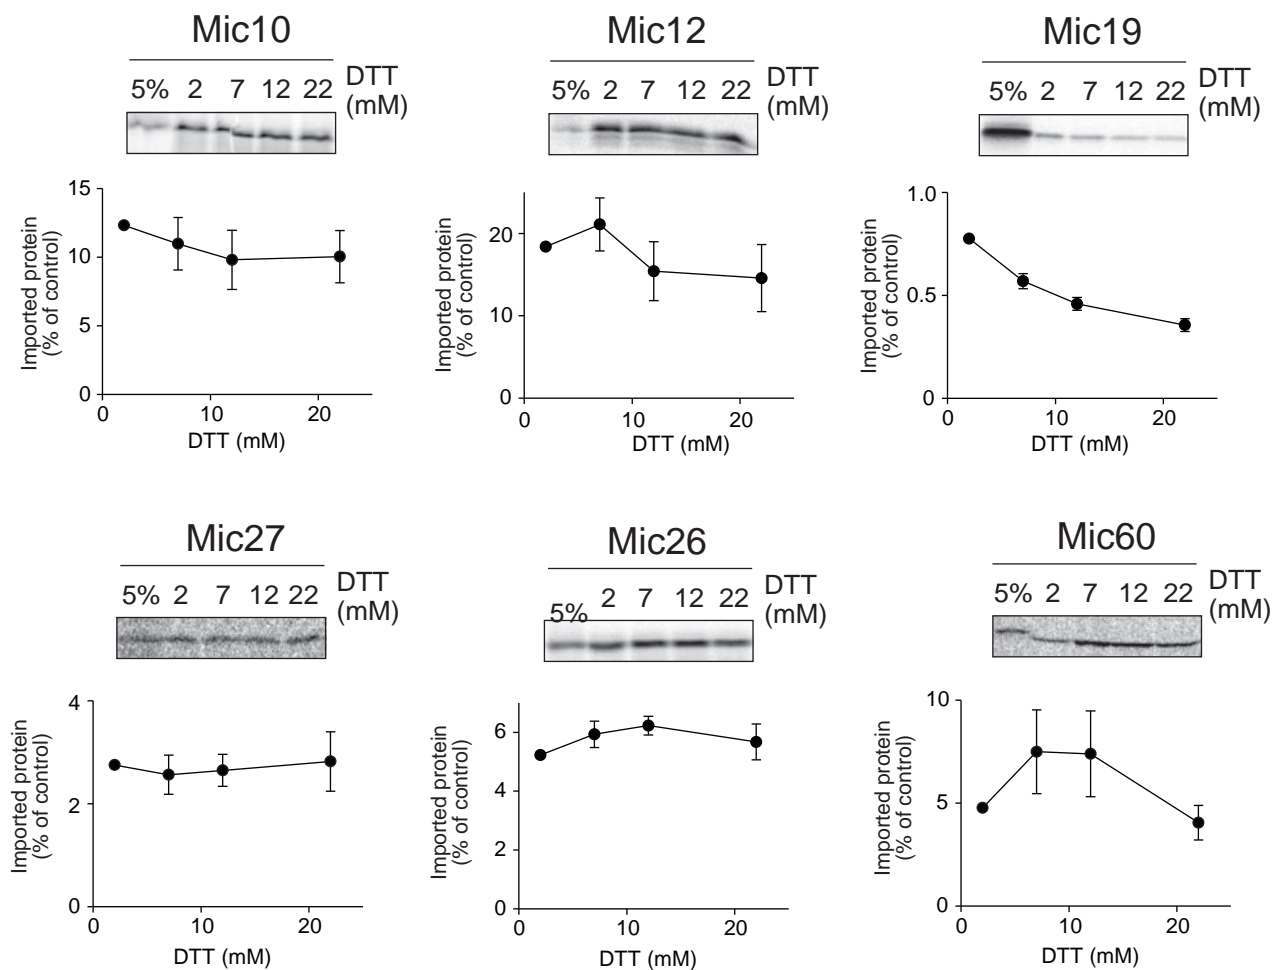 Mic10
5% 2 7 12 22 DTT
(mM)
15
10
5
0
Imported protein
(% of control)
0 10 20
DTT (mM)
Mic12
5% 2 7 12 22 DTT
(mM)
20
10
0
Imported protein
(% of control)
0 10 20
DTT (mM)
Mic19
5% 2 7 12 22 DTT
(mM)
1.0
0.5
0
Imported protein
(% of control)
0 10 20
DTT (mM)
Mic27
5% 2 7 12 22 DTT
(mM)
4
2
0
Imported protein
(% of control)
0 10 20
DTT (mM)
Mic26
5% 2 7 12 22 DTT
(mM)
6
4
2
0
Imported protein
(% of control)
0 10 20
DTT (mM)
Mic60
5% 2 7 12 22 DTT
(mM)
10
5
0
Imported protein
(% of control)
0 10 20
DTT (mM)